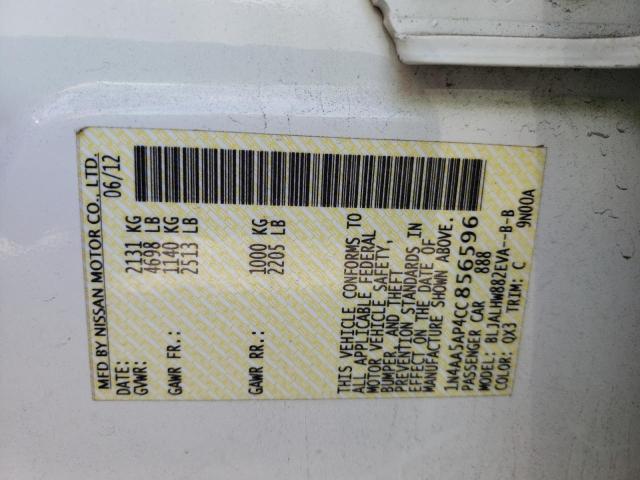 MFD BY NISSAN MOTOR CO., LTD.
DATE: 06/12
GVWR: 2131 KG
4698 LB
GAWR FR.: 1140 KG
2513 LB
GAWR RR.: 1000 KG
2205 LB
THIS VEHICLE CONFORMS TO
ALL APPLICABLE FEDERAL
MOTOR VEHICLE SAFETY,
BUMPER, AND THEFT
PREVENTION STANDARDS IN
EFFECT ON THE DATE OF
MANUFACTURE SHOWN ABOVE.
1N4AA5AP4CC856596
PASSENGER CAR 888
MODEL: BLJALHW882EVA--B-B
COLOR: QX3 TRIM: C 9N00A